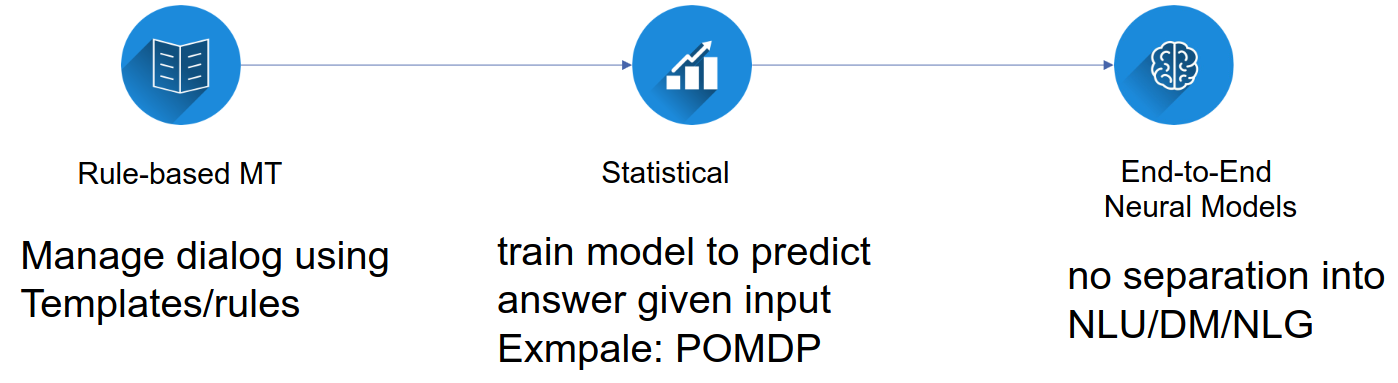 Rule-based MT
Manage dialog using
Templates/rules
Statistical
train model to predict
answer given input
Exmpale: POMDP
End-to-End
Neural Models
no separation into
NLU/DM/NLG